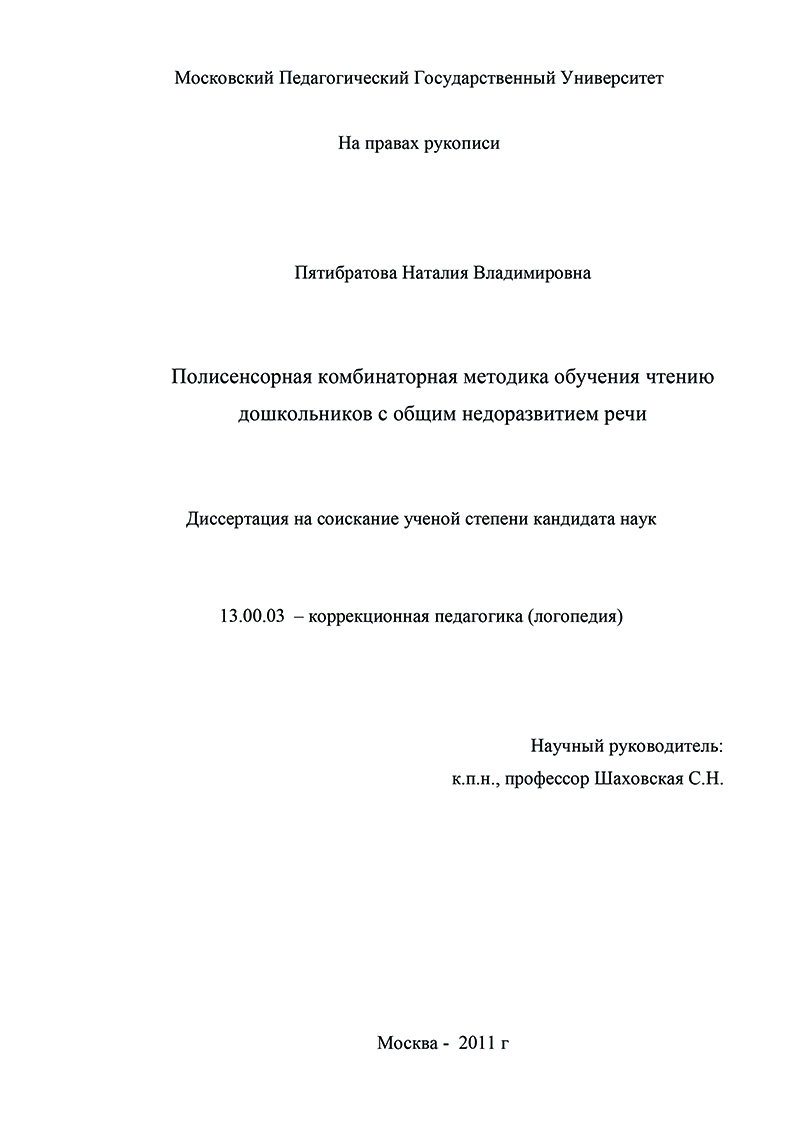 Московский Педагогический Государственный Университет
На правах рукописи
Пятибратова Наталия Владимировна
Полисенсорная комбинаторная методика обучения чтению
дошкольников с общим недоразвитием речи
Диссертация на соискание ученой степени кандидата наук
13.00.03 – коррекционная педагогика (логопедия)
Научный руководитель:
к.п.н., профессор Шаховская С.Н.
Москва - 2011 г